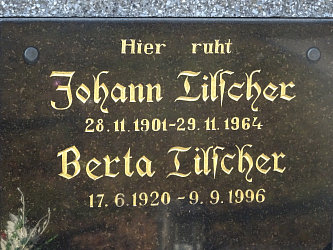 Hier ruht
Johann Tilscher
28.11.1901-29.11.1964
Berta Tilscher
17.6.1920 - 9.9.1996